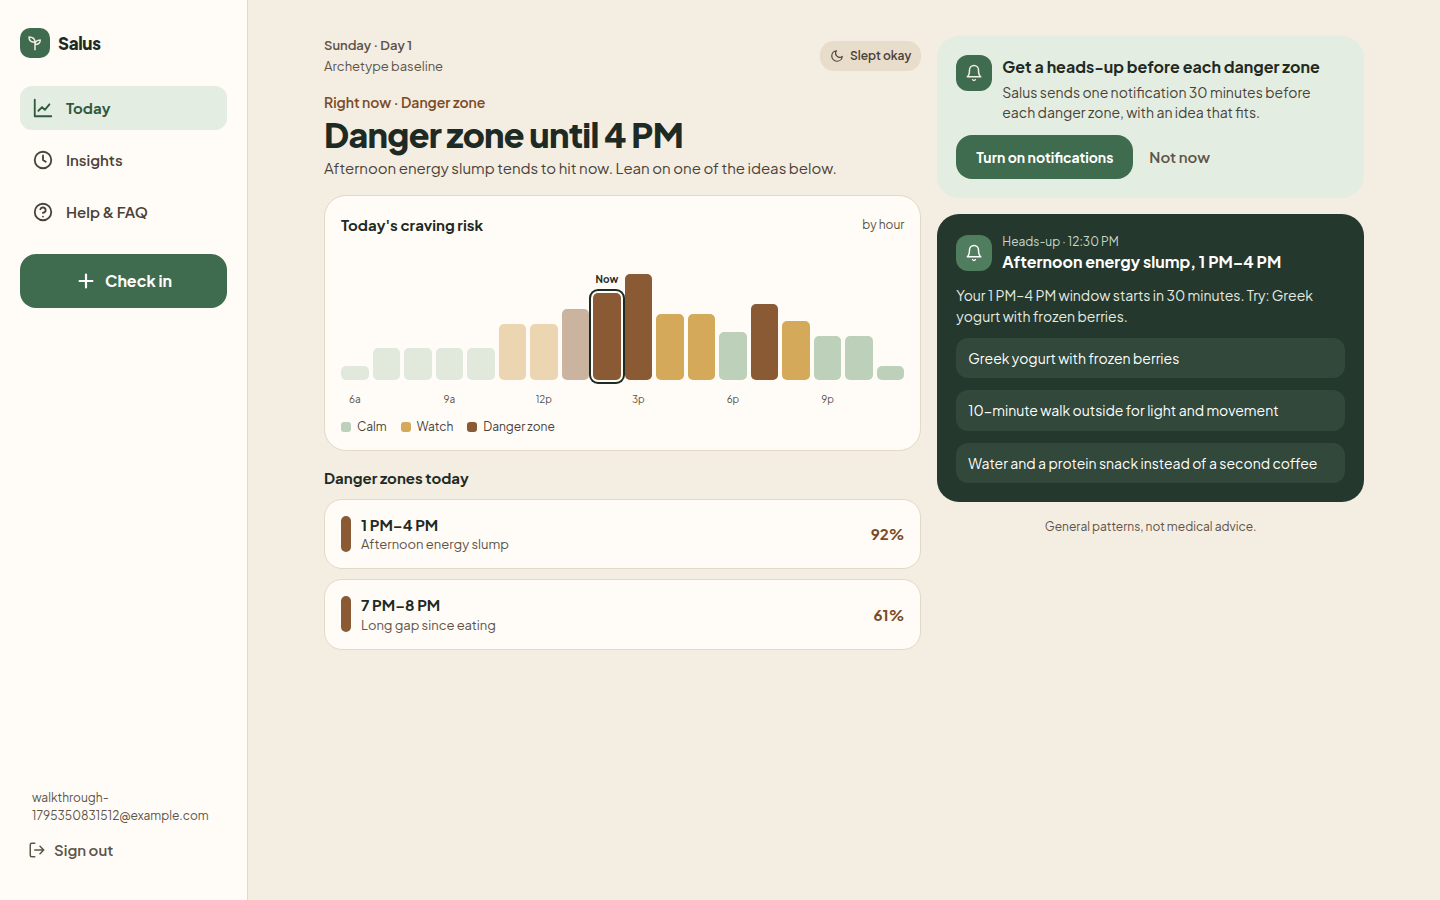 Salus
Today
Insights
Help & FAQ
Check in
walkthrough-
1795350831512@example.com
Sign out
Sunday · Day 1
Archetype baseline
Slept okay
Right now · Danger zone
Danger zone until 4 PM
Afternoon energy slump tends to hit now. Lean on one of the ideas below.
Today's craving risk
by hour
Now
6a
9a
12p
3p
6p
9p
Calm
Watch
Danger zone
Danger zones today
1 PM–4 PM
Afternoon energy slump
92%
7 PM–8 PM
Long gap since eating
61%
Get a heads-up before each danger zone
Salus sends one notification 30 minutes before
each danger zone, with an idea that fits.
Turn on notifications
Not now
Heads-up · 12:30 PM
Afternoon energy slump, 1 PM–4 PM
Your 1 PM–4 PM window starts in 30 minutes. Try: Greek
yogurt with frozen berries.
Greek yogurt with frozen berries
10-minute walk outside for light and movement
Water and a protein snack instead of a second coffee
General patterns, not medical advice.